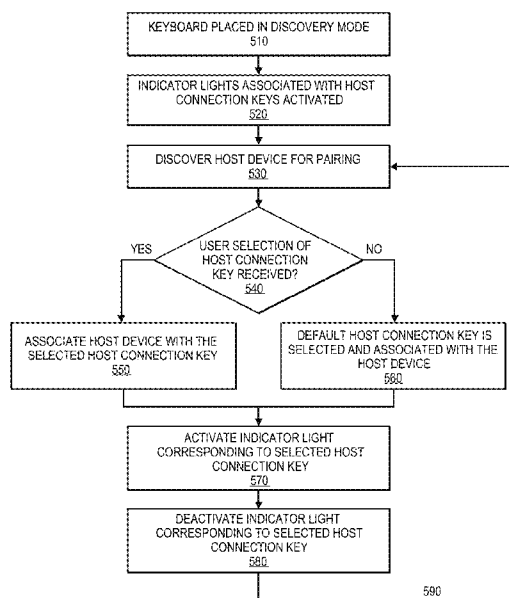 KEYBOARD PLACED IN DISCOVERY MODE
510
INDICATOR LIGHTS ASSOCIATED WITH HOST
CONNECTION KEYS ACTIVATED
520
DISCOVER HOST DEVICE FOR PAIRING
530
YES
USER SELECTION OF
HOST CONNECTION
KEY RECEIVED?
540
NO
ASSOCIATE HOST DEVICE WITH THE
SELECTED HOST CONNECTION KEY
550
DEFAULT HOST CONNECTION KEY IS
SELECTED AND ASSOCIATED WITH THE
HOST DEVICE
560
ACTIVATE INDICATOR LIGHT
CORRESPONDING TO SELECTED HOST
CONNECTION KEY
570
DEACTIVATE INDICATOR LIGHT
CORRESPONDING TO SELECTED HOST
CONNECTION KEY
580
590